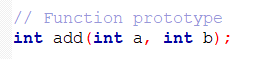 // Function prototype
int add(int a, int b);